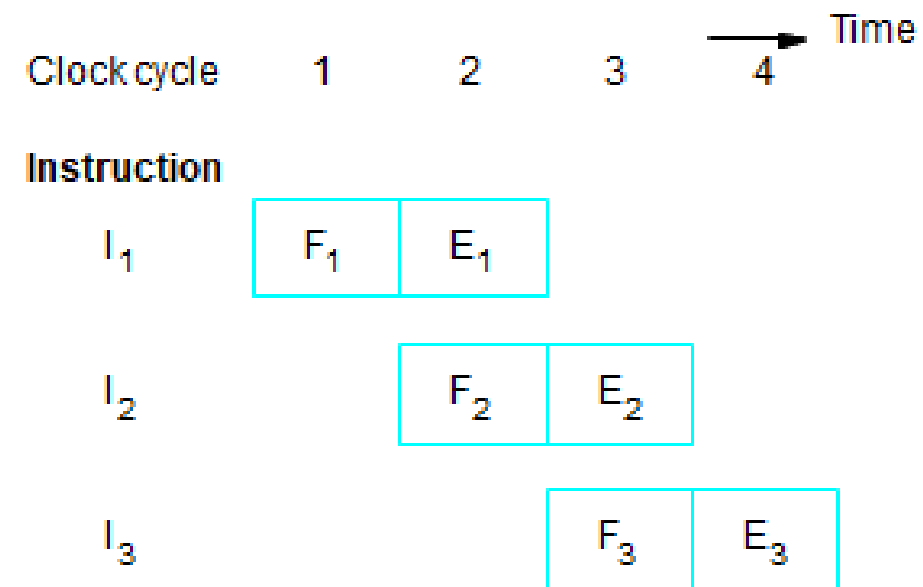 Time
Clock cycle 1 2 3 4
Instruction
I₁ F₁ E₁
I₂ F₂ E₂
I₃ F₃ E₃